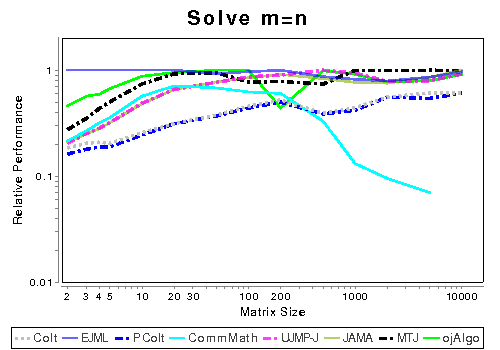 Solve m=n
Relative Performance
1
0.1
0.01
2 3 4 5 10 20 30 100 200 1000 10000
Matrix Size
Colt EJML PColt CommMath UJMP-J JAMA MTJ ojAlgo